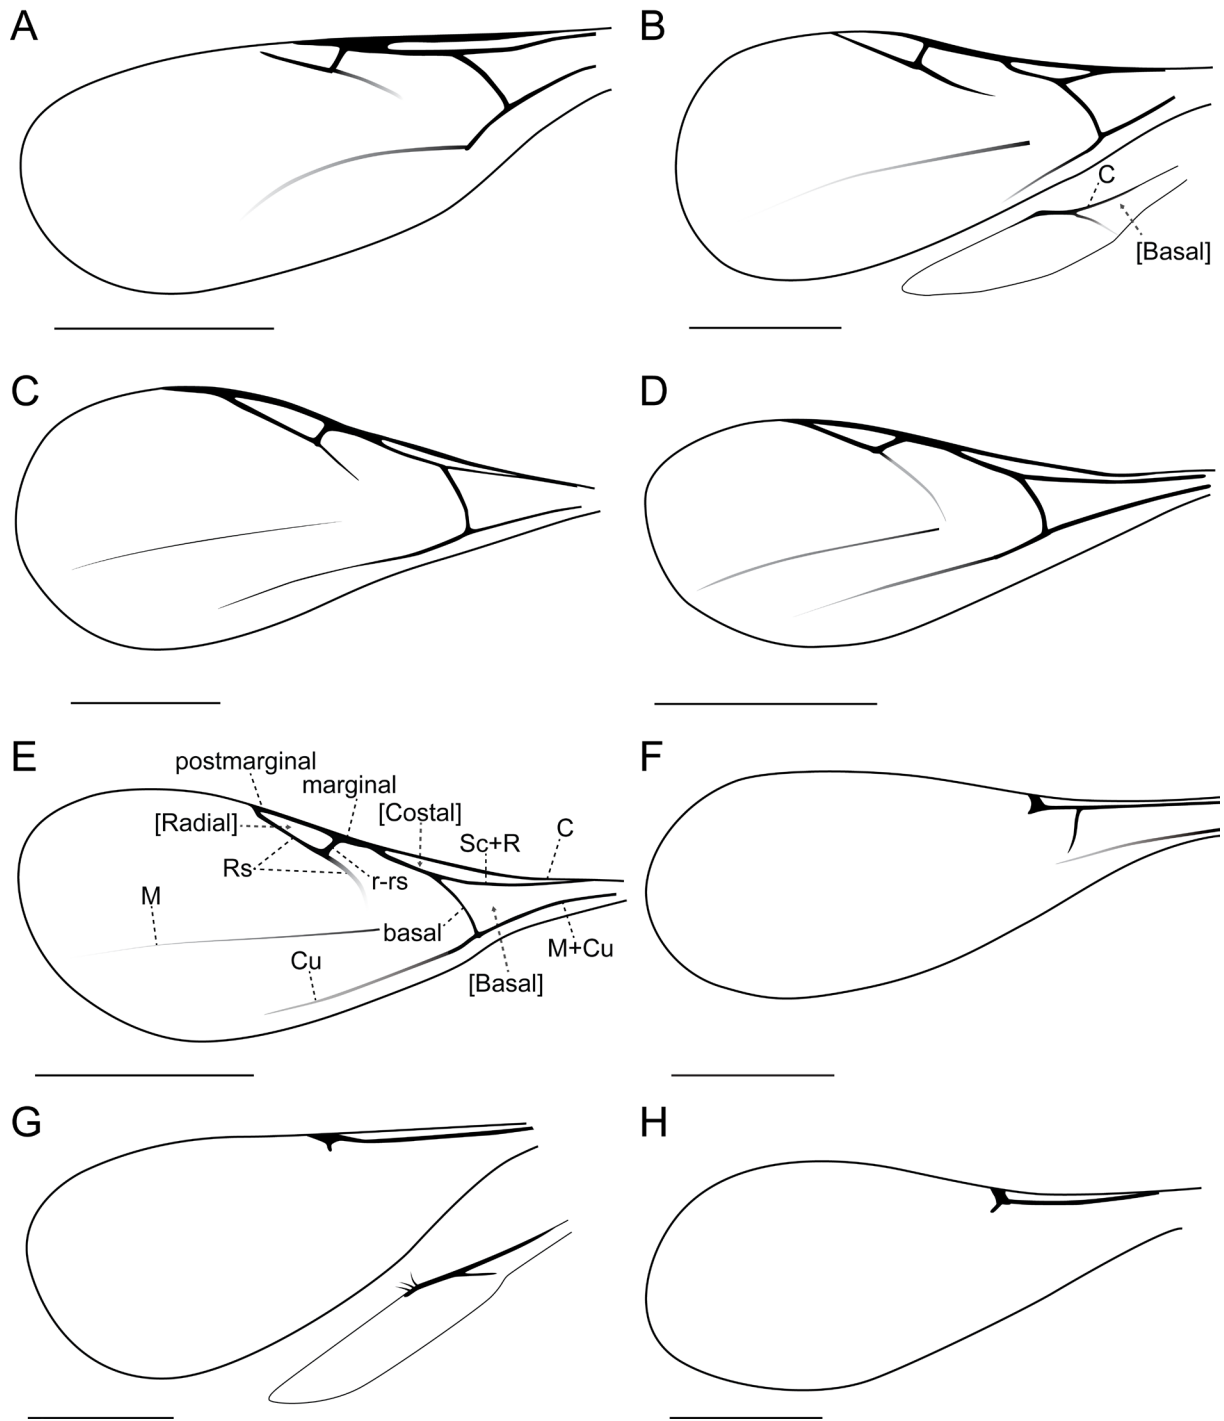 A
B
C
[Basal]
C
D
E
postmarginal
marginal
[Radial]
[Costal]
Sc+R
C
Rs
r-rs
M
basal
M+Cu
Cu
[Basal]
F
G
H